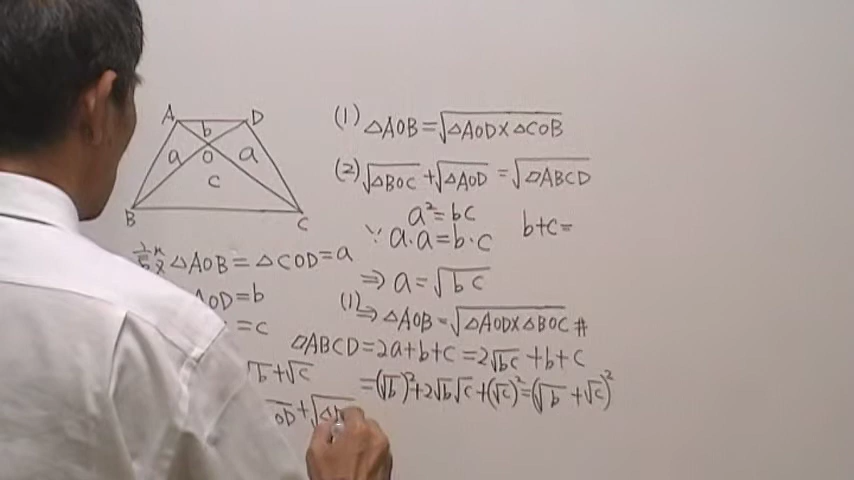 A D
b
a O a
c
B C
(1) △AOB=√△AOD×△COB
(2) √△BOC+√△AOD=√▱ABCD
a²=bc
∵ a·a=b·c b+c=
⇒ a=√bc
(1)⇒ △AOB=√△AOD×△BOC #
設 △AOB=△COD=a
AOD=b
=c
▱ABCD=2a+b+c=2√bc+b+c
=(√b)²+2√b√c+(√c)²=(√b+√c)²
√b+√c
OD+√△b